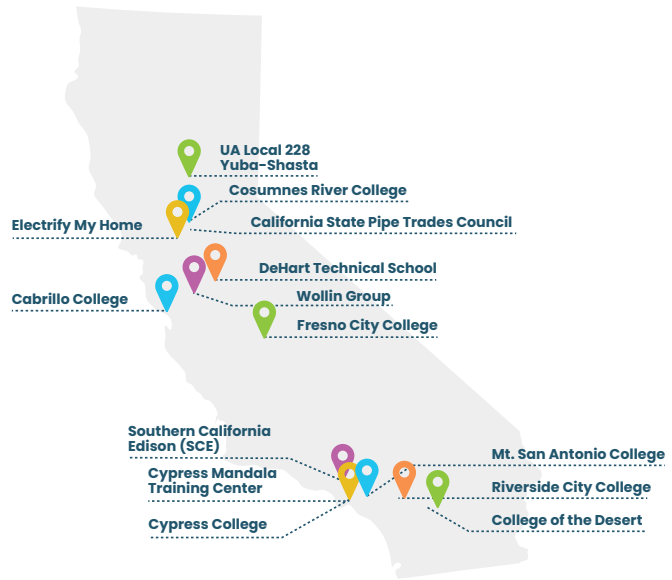 UA Local 228
Yuba-Shasta
Cosumnes River College
Electrify My Home
California State Pipe Trades Council
DeHart Technical School
Cabrillo College
Wollin Group
Fresno City College
Southern California
Edison (SCE)
Mt. San Antonio College
Cypress Mandala
Training Center
Riverside City College
Cypress College
College of the Desert